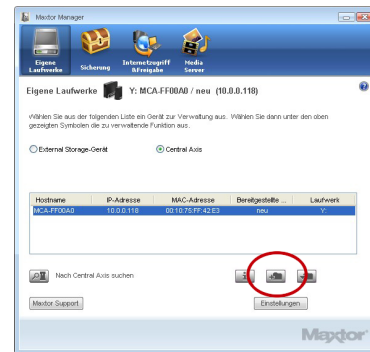 Maxtor Manager
Eigene Laufwerke
Sicherung
Internetzugriff &Freigabe
Media Server
Eigene Laufwerke Y: MCA-FF00A0 / neu (10.0.0.118)
Wählen Sie aus der folgenden Liste ein Gerät zur Verwaltung aus. Wählen Sie dann unter den oben
gezeigten Symbolen die zu verwaltende Funktion aus.
External Storage-Gerät Central Axis
Hostname IP-Adresse MAC-Adresse Bereitgestellte ... Laufwerk
MCA-FF00A0 10.0.0.118 00:10:75:FF:42:E3 neu Y:
Nach Central Axis suchen
Maxtor Support Einstellungen
Maxtor